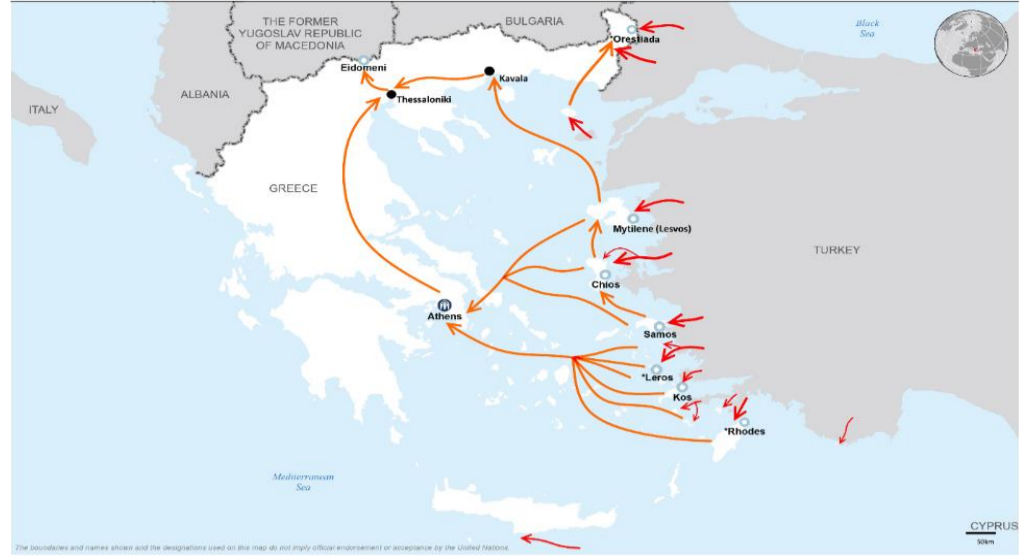 THE FORMER
YUGOSLAV REPUBLIC
OF MACEDONIA
BULGARIA
Black
Sea
*Orestiada
Eidomeni
Kavala
ALBANIA
Thessaloniki
ITALY
GREECE
Mytilene (Lesvos)
TURKEY
Chios
Athens
Samos
*Leros
Kos
*Rhodes
Mediterranean
Sea
CYPRUS
50km
The boundaries and names shown and the designations used on this map do not imply official endorsement or acceptance by the United Nations.